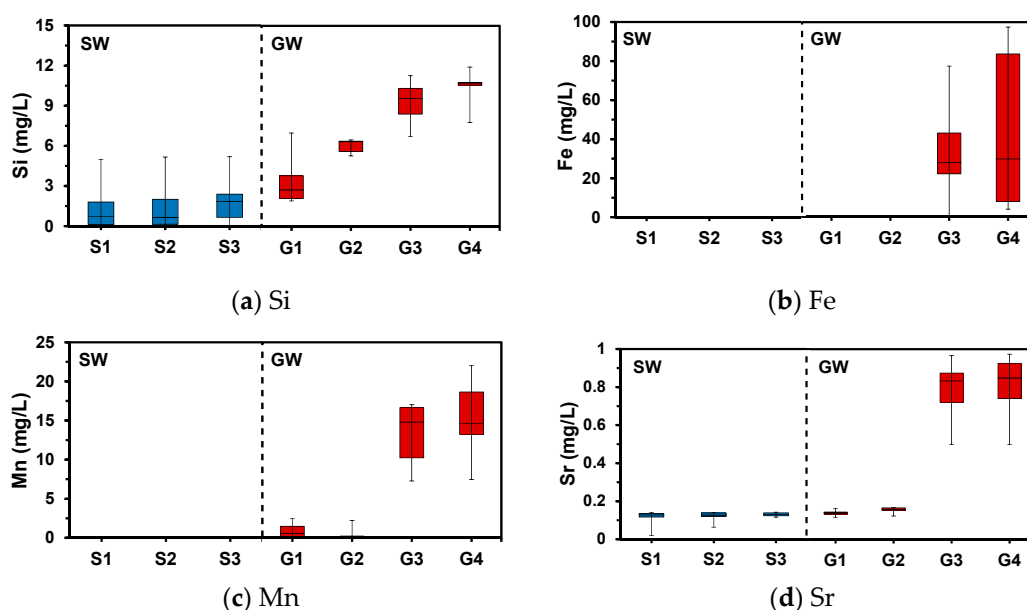 SW GW
Si (mg/L)
15
12
9
6
3
0
S1 S2 S3 G1 G2 G3 G4
(a) Si
SW GW
Fe (mg/L)
100
80
60
40
20
0
S1 S2 S3 G1 G2 G3 G4
(b) Fe
SW GW
Mn (mg/L)
25
20
15
10
5
0
S1 S2 S3 G1 G2 G3 G4
(c) Mn
SW GW
Sr (mg/L)
1
0.8
0.6
0.4
0.2
0
S1 S2 S3 G1 G2 G3 G4
(d) Sr